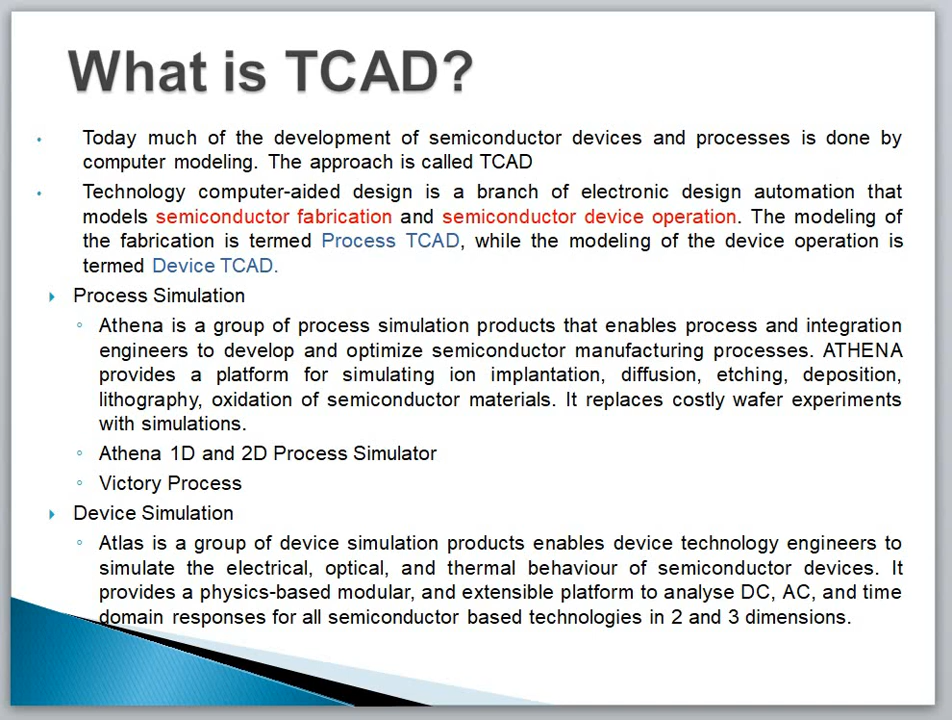 What is TCAD?
Today much of the development of semiconductor devices and processes is done by
computer modeling. The approach is called TCAD
Technology computer-aided design is a branch of electronic design automation that
models semiconductor fabrication and semiconductor device operation. The modeling of
the fabrication is termed Process TCAD, while the modeling of the device operation is
termed Device TCAD.
Process Simulation
Athena is a group of process simulation products that enables process and integration
engineers to develop and optimize semiconductor manufacturing processes. ATHENA
provides a platform for simulating ion implantation, diffusion, etching, deposition,
lithography, oxidation of semiconductor materials. It replaces costly wafer experiments
with simulations.
Athena 1D and 2D Process Simulator
Victory Process
Device Simulation
Atlas is a group of device simulation products enables device technology engineers to
simulate the electrical, optical, and thermal behaviour of semiconductor devices. It
provides a physics-based modular, and extensible platform to analyse DC, AC, and time
domain responses for all semiconductor based technologies in 2 and 3 dimensions.